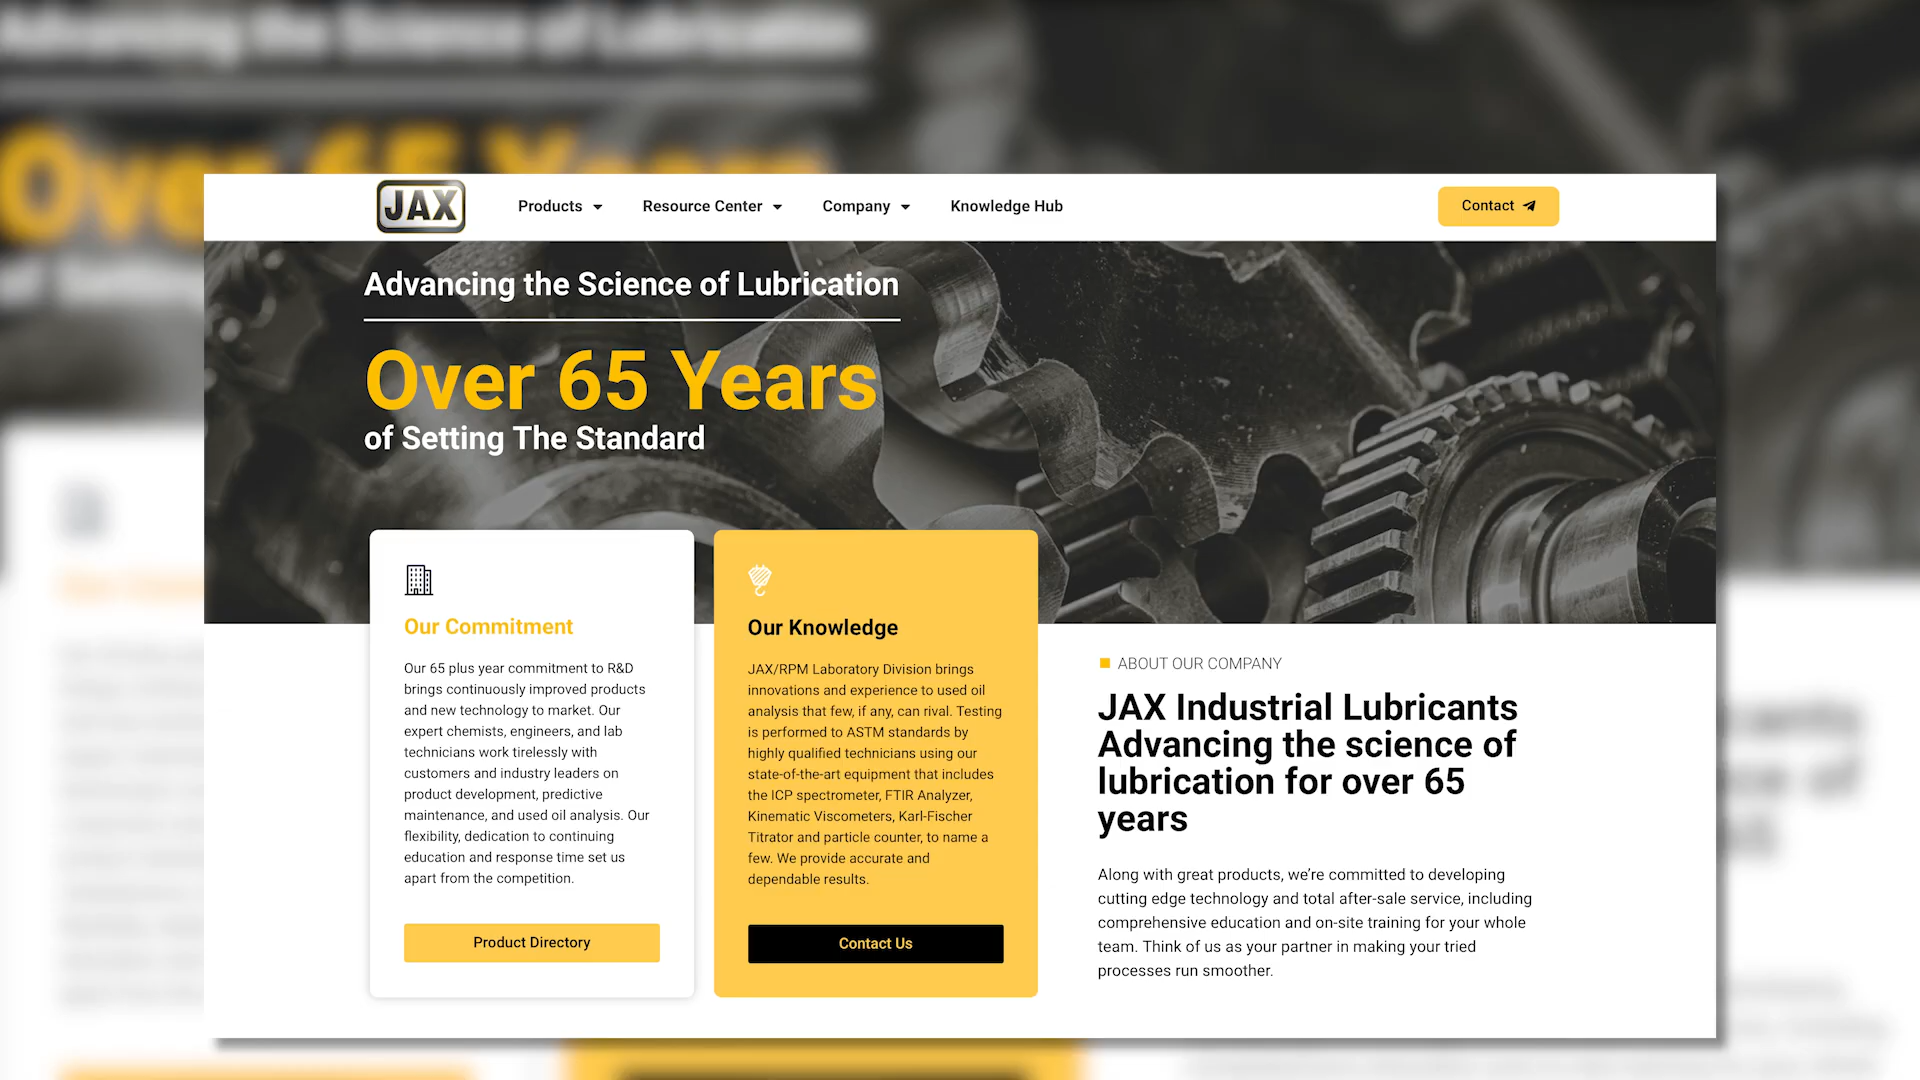 Advancing the Science of Lubrication
Over 65 Years
JAX
Products
Resource Center
Company
Knowledge Hub
Contact
Advancing the Science of Lubrication
Over 65 Years
of Setting The Standard
Our Commitment
Our 65 plus year commitment to R&D
brings continuously improved products
and new technology to market. Our
expert chemists, engineers, and lab
technicians work tirelessly with
customers and industry leaders on
product development, predictive
maintenance, and used oil analysis. Our
flexibility, dedication to continuing
education and response time set us
apart from the competition.
Product Directory
Our Knowledge
JAX/RPM Laboratory Division brings
innovations and experience to used oil
analysis that few, if any, can rival. Testing
is performed to ASTM standards by
highly qualified technicians using our
state-of-the-art equipment that includes
the ICP spectrometer, FTIR Analyzer,
Kinematic Viscometers, Karl-Fischer
Titrator and particle counter, to name a
few. We provide accurate and
dependable results.
Contact Us
ABOUT OUR COMPANY
JAX Industrial Lubricants
Advancing the science of
lubrication for over 65
years
Along with great products, we’re committed to developing
cutting edge technology and total after-sale service, including
comprehensive education and on-site training for your whole
team. Think of us as your partner in making your tried
processes run smoother.